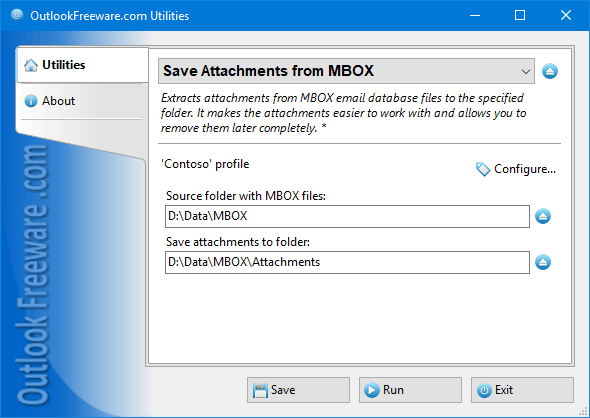 OutlookFreeware.com Utilities
Utilities
About
Outlook Freeware .com
Save Attachments from MBOX
Extracts attachments from MBOX email database files to the specified
folder. It makes the attachments easier to work with and allows you to
remove them later completely. *
'Contoso' profile
Configure...
Source folder with MBOX files:
D:\Data\MBOX
Save attachments to folder:
D:\Data\MBOX\Attachments
Save
Run
Exit